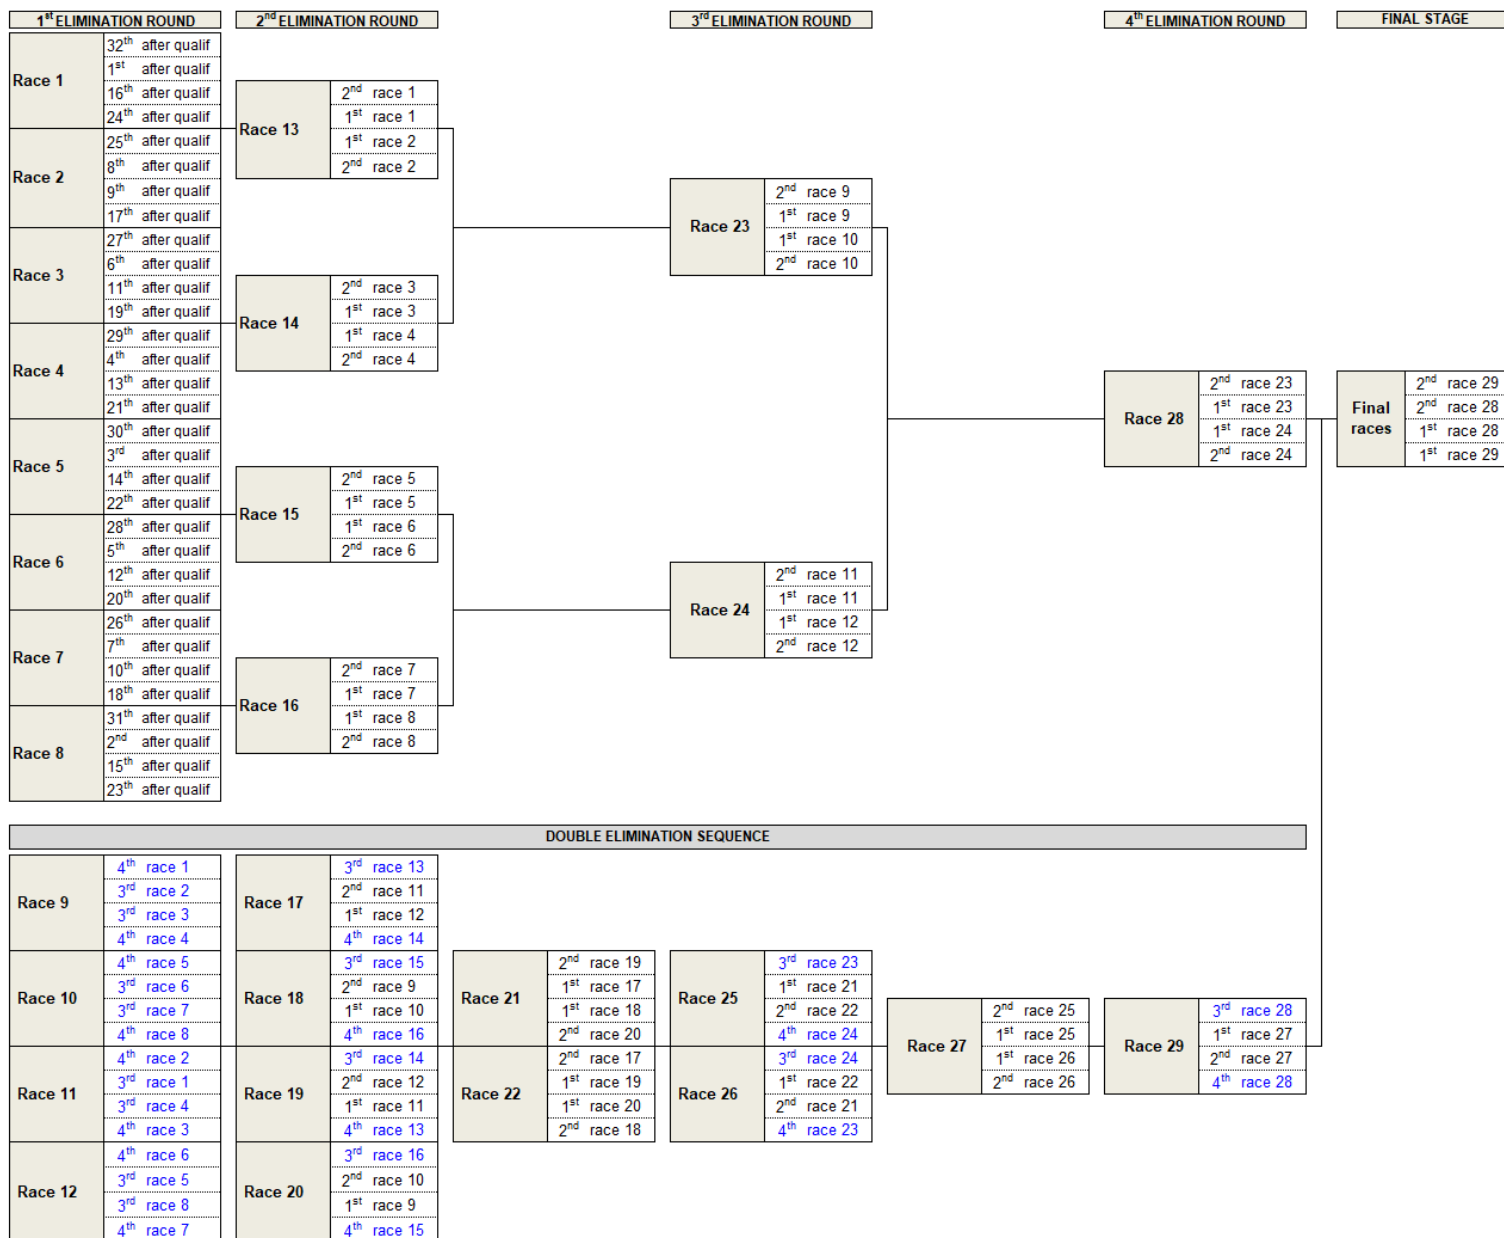 1st ELIMINATION ROUND
2nd ELIMINATION ROUND
3rd ELIMINATION ROUND
4th ELIMINATION ROUND
FINAL STAGE
Race 1
32th after qualif
1st after qualif
16th after qualif
24th after qualif
Race 2
25th after qualif
8th after qualif
9th after qualif
17th after qualif
Race 3
27th after qualif
6th after qualif
11th after qualif
19th after qualif
Race 4
29th after qualif
4th after qualif
13th after qualif
21th after qualif
Race 5
30th after qualif
3rd after qualif
14th after qualif
22th after qualif
Race 6
28th after qualif
5th after qualif
12th after qualif
20th after qualif
Race 7
26th after qualif
7th after qualif
10th after qualif
18th after qualif
Race 8
31th after qualif
2nd after qualif
15th after qualif
23th after qualif
Race 13
2nd race 1
1st race 1
1st race 2
2nd race 2
Race 14
2nd race 3
1st race 3
1st race 4
2nd race 4
Race 15
2nd race 5
1st race 5
1st race 6
2nd race 6
Race 16
2nd race 7
1st race 7
1st race 8
2nd race 8
Race 23
2nd race 9
1st race 9
1st race 10
2nd race 10
Race 24
2nd race 11
1st race 11
1st race 12
2nd race 12
Race 28
2nd race 23
1st race 23
1st race 24
2nd race 24
Final
races
2nd race 29
2nd race 28
1st race 28
1st race 29
DOUBLE ELIMINATION SEQUENCE
Race 9
4th race 1
3rd race 2
3rd race 3
4th race 4
Race 10
4th race 5
3rd race 6
3rd race 7
4th race 8
Race 11
4th race 2
3rd race 1
3rd race 4
4th race 3
Race 12
4th race 6
3rd race 5
3rd race 8
4th race 7
Race 17
3rd race 13
2nd race 11
1st race 12
4th race 14
Race 18
3rd race 15
2nd race 9
1st race 10
4th race 16
Race 19
3rd race 14
2nd race 12
1st race 11
4th race 13
Race 20
3rd race 16
2nd race 10
1st race 9
4th race 15
Race 21
2nd race 19
1st race 17
1st race 18
2nd race 20
Race 22
2nd race 17
1st race 19
1st race 20
2nd race 18
Race 25
3rd race 23
1st race 21
2nd race 22
4th race 24
Race 26
3rd race 24
1st race 22
2nd race 21
4th race 23
Race 27
2nd race 25
1st race 25
1st race 26
2nd race 26
Race 29
3rd race 28
1st race 27
2nd race 27
4th race 28